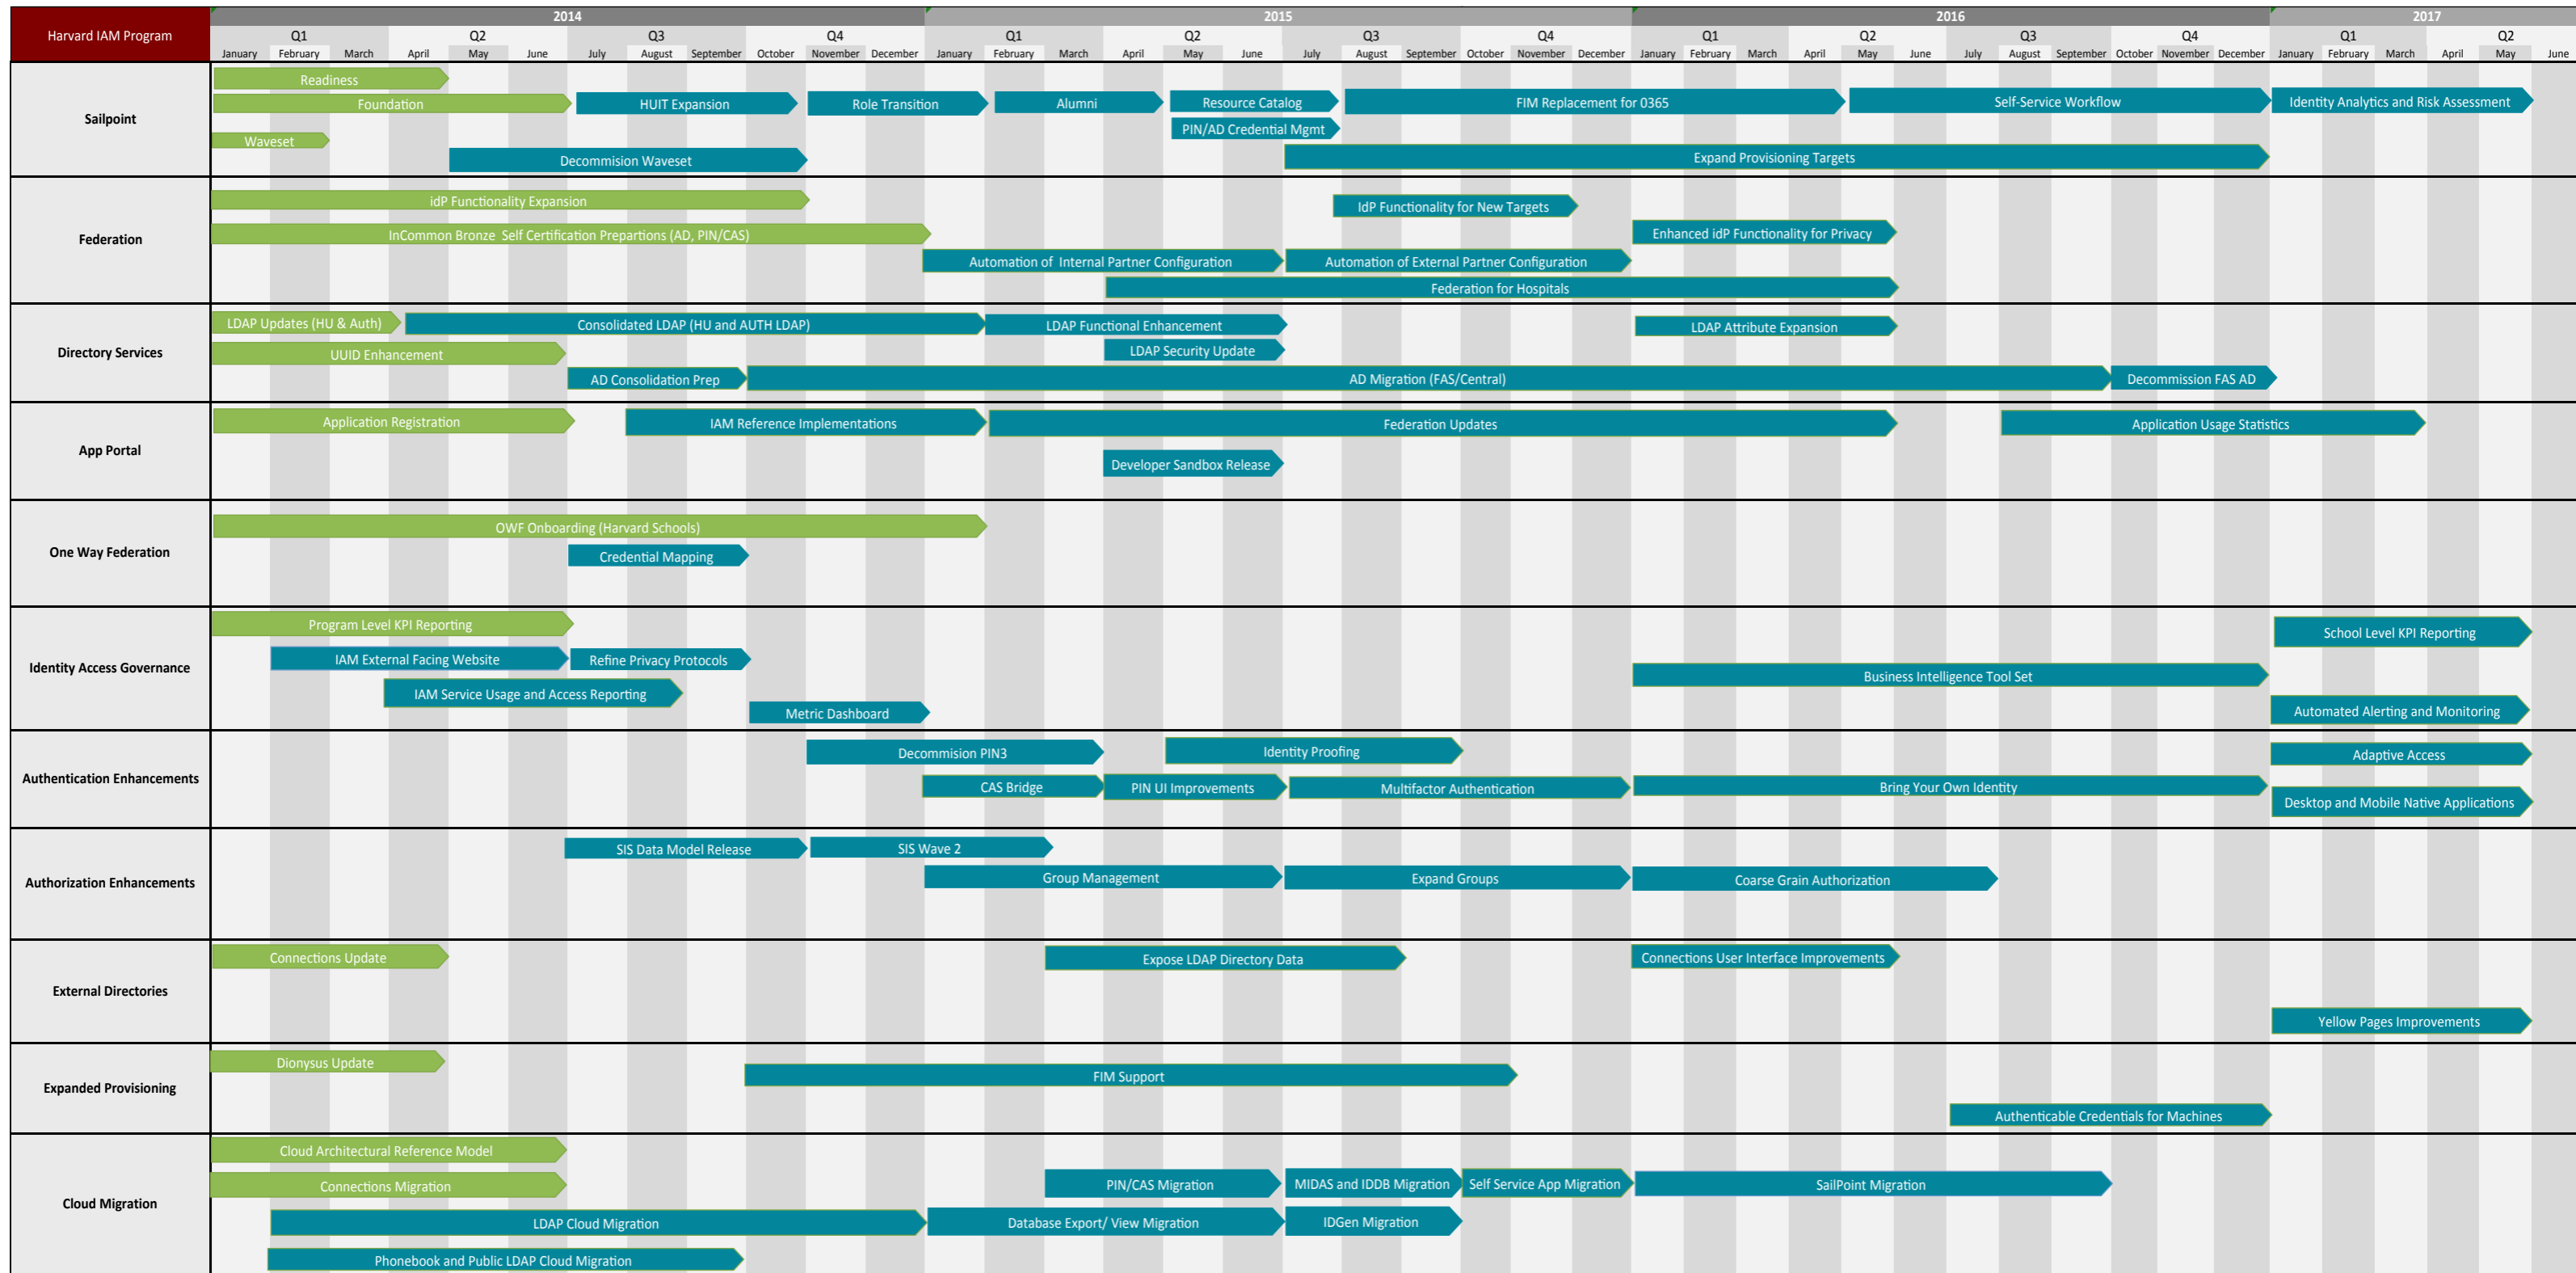 Harvard IAM Program
2014 2015 2016 2017
Q1 Q2 Q3 Q4 Q1 Q2 Q3 Q4 Q1 Q2 Q3 Q4 Q1 Q2
January February March April May June July August September October November December January February March April May June July August September October November December January February March April May June July August September October November December January February March April May June
Sailpoint
Readiness
Foundation HUIT Expansion Role Transition Alumni Resource Catalog FIM Replacement for 0365 Self-Service Workflow Identity Analytics and Risk Assessment
PIN/AD Credential Mgmt
Waveset
Decommision Waveset Expand Provisioning Targets
Federation
idP Functionality Expansion IdP Functionality for New Targets
InCommon Bronze Self Certification Prepartions (AD, PIN/CAS) Enhanced idP Functionality for Privacy
Automation of Internal Partner Configuration Automation of External Partner Configuration
Federation for Hospitals
Directory Services
LDAP Updates (HU & Auth) Consolidated LDAP (HU and AUTH LDAP) LDAP Functional Enhancement LDAP Attribute Expansion
UUID Enhancement LDAP Security Update
AD Consolidation Prep AD Migration (FAS/Central) Decommission FAS AD
App Portal
Application Registration IAM Reference Implementations Federation Updates Application Usage Statistics
Developer Sandbox Release
One Way Federation
OWF Onboarding (Harvard Schools)
Credential Mapping
Identity Access Governance
Program Level KPI Reporting School Level KPI Reporting
IAM External Facing Website Refine Privacy Protocols Business Intelligence Tool Set
IAM Service Usage and Access Reporting
Metric Dashboard Automated Alerting and Monitoring
Authentication Enhancements
Decommision PIN3 Identity Proofing Adaptive Access
CAS Bridge PIN UI Improvements Multifactor Authentication Bring Your Own Identity
Desktop and Mobile Native Applications
Authorization Enhancements
SIS Data Model Release SIS Wave 2
Group Management Expand Groups Coarse Grain Authorization
External Directories
Connections Update Expose LDAP Directory Data Connections User Interface Improvements
Yellow Pages Improvements
Expanded Provisioning
Dionysus Update
FIM Support
Authenticable Credentials for Machines
Cloud Migration
Cloud Architectural Reference Model
Connections Migration PIN/CAS Migration MIDAS and IDDB Migration Self Service App Migration SailPoint Migration
LDAP Cloud Migration Database Export/ View Migration IDGen Migration
Phonebook and Public LDAP Cloud Migration